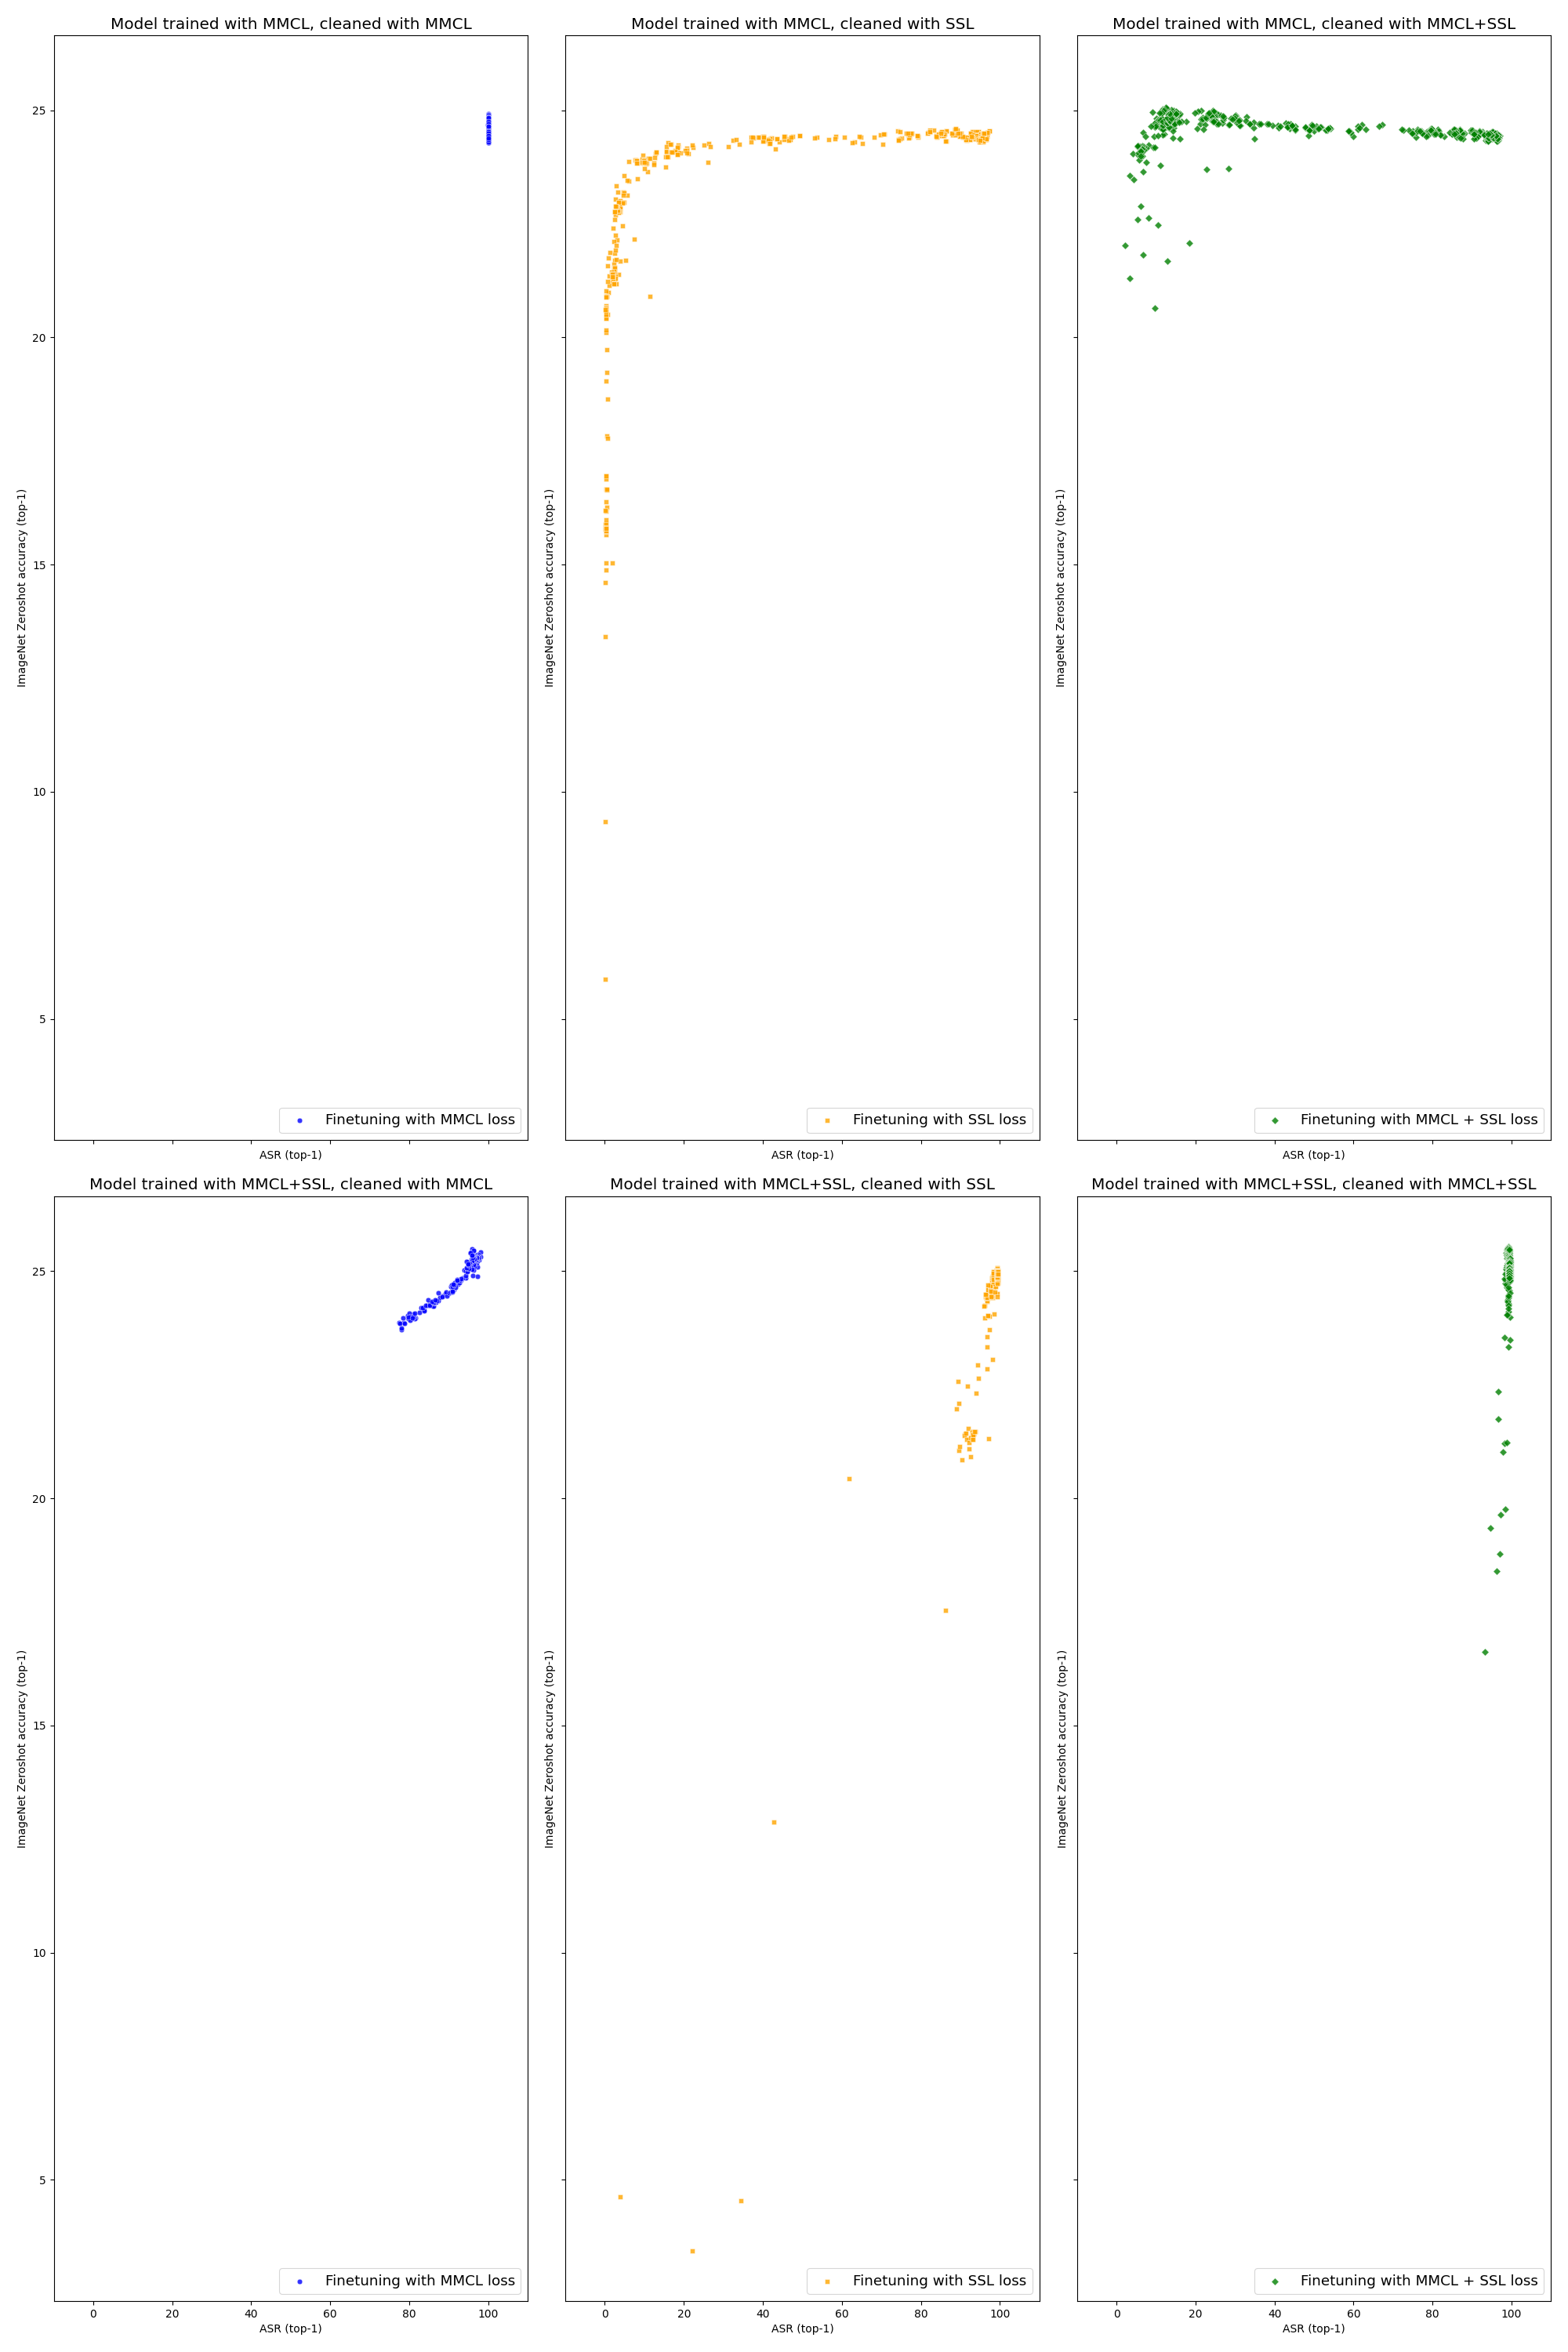 Model trained with MMCL, cleaned with MMCL
ImageNet Zeroshot accuracy (top-1)
25
20
15
10
5
Finetuning with MMCL loss
ASR (top-1)
Model trained with MMCL, cleaned with SSL
ImageNet Zeroshot accuracy (top-1)
Finetuning with SSL loss
ASR (top-1)
Model trained with MMCL, cleaned with MMCL+SSL
ImageNet Zeroshot accuracy (top-1)
Finetuning with MMCL + SSL loss
ASR (top-1)
Model trained with MMCL+SSL, cleaned with MMCL
ImageNet Zeroshot accuracy (top-1)
25
20
15
10
5
Finetuning with MMCL loss
0 20 40 60 80 100
ASR (top-1)
Model trained with MMCL+SSL, cleaned with SSL
ImageNet Zeroshot accuracy (top-1)
Finetuning with SSL loss
0 20 40 60 80 100
ASR (top-1)
Model trained with MMCL+SSL, cleaned with MMCL+SSL
ImageNet Zeroshot accuracy (top-1)
Finetuning with MMCL + SSL loss
0 20 40 60 80 100
ASR (top-1)